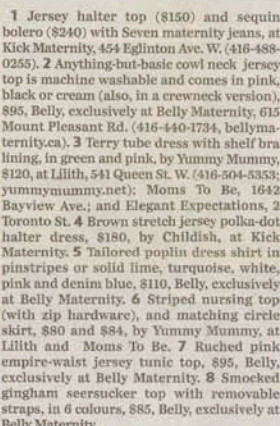 1 Jersey halter top ($150) and sequin
bolero ($240) with Seven maternity jeans, at
Kick Maternity, 454 Eglinton Ave. W. (416-488-
0255). 2 Anything-but-basic cowl neck jersey
top is machine washable and comes in pink,
black or cream (also, in a crewneck version),
$95, Belly, exclusively at Belly Maternity, 615
Mount Pleasant Rd. (416-440-1734, bellyma-
ternity.ca). 3 Terry tube dress with shelf bra
lining, in green and pink, by Yummy Mummy,
$120, at Lilith, 541 Queen St. W. (416-504-5353;
yummymummy.net); Moms To Be, 1642
Bayview Ave.; and Elegant Expectations, 2
Toronto St. 4 Brown stretch jersey polka-dot
halter dress, $180, by Childish, at Kick
Maternity. 5 Tailored poplin dress shirt in
pinstripes or solid lime, turquoise, white,
pink and denim blue, $110, Belly, exclusively
at Belly Maternity. 6 Striped nursing top
(with zip hardware), and matching circle
skirt, $80 and $84, by Yummy Mummy, at
Lilith and Moms To Be. 7 Ruched pink
empire-waist jersey tunic top, $95, Belly,
exclusively at Belly Maternity. 8 Smocked
gingham seersucker top with removable
straps, in 6 colours, $85, Belly, exclusively at
Belly Maternity.